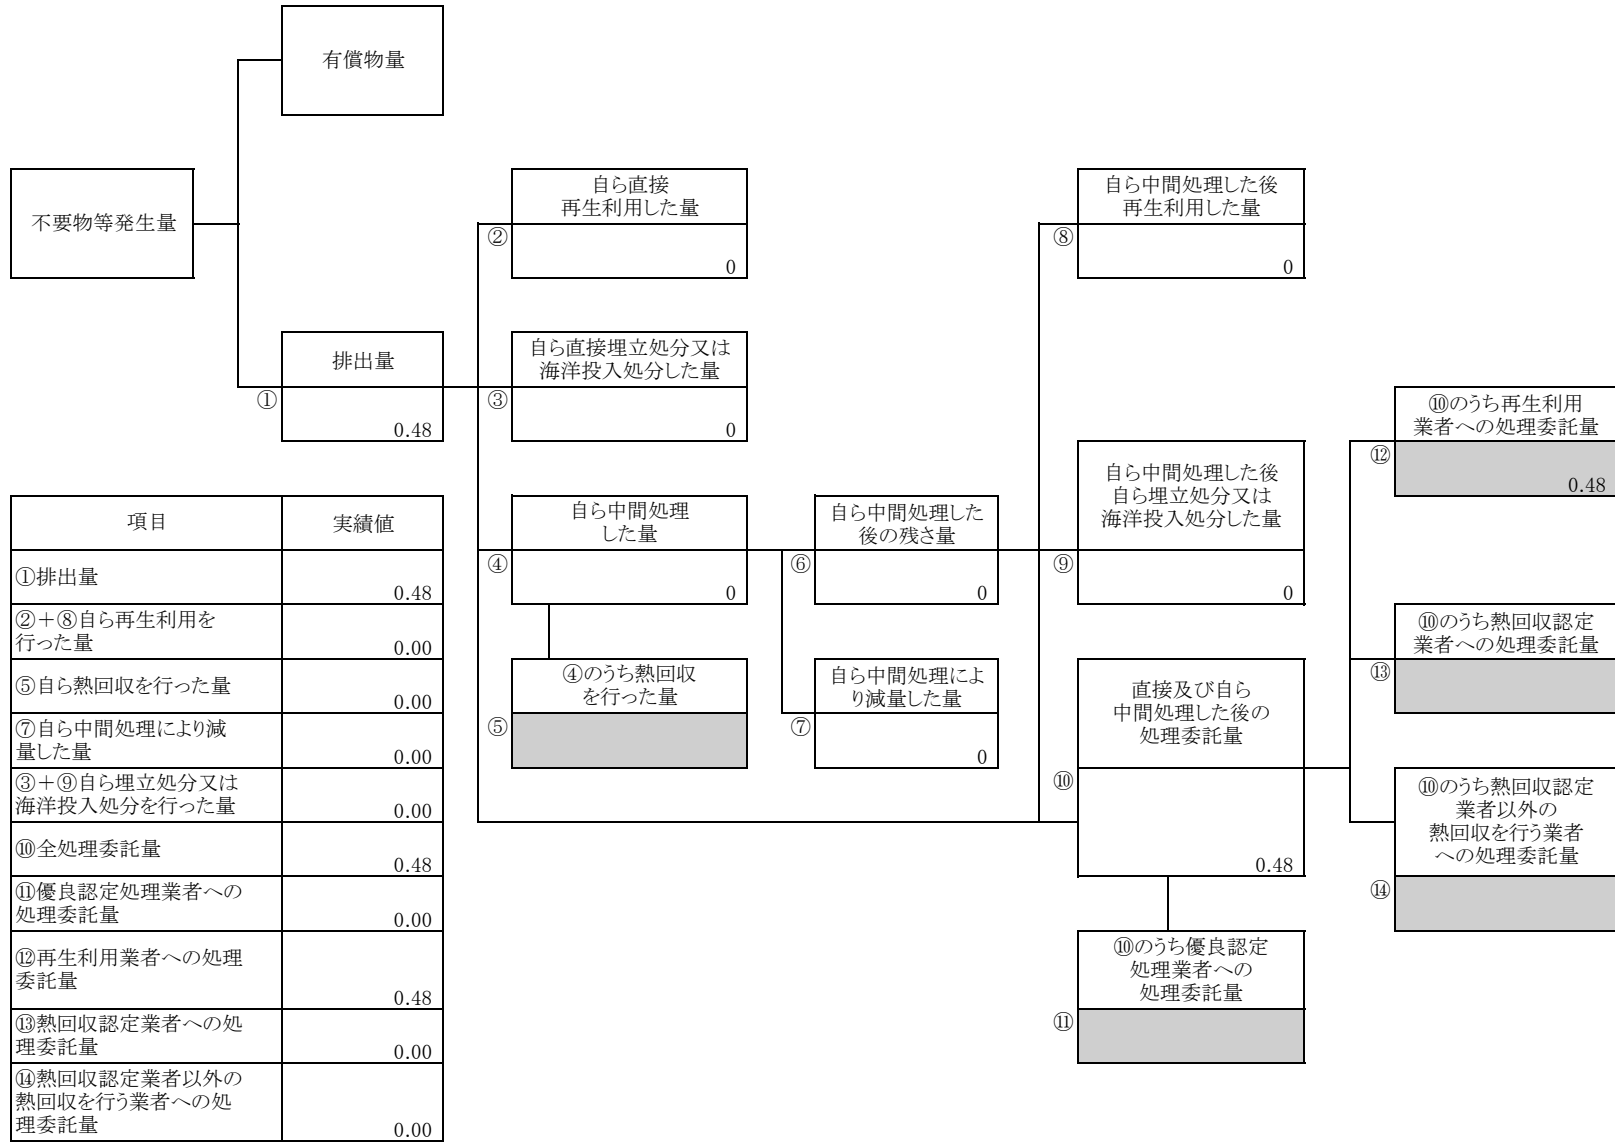 有償物量
不要物等発生量
自ら直接
再生利用した量
②
0
自ら中間処理した後
再生利用した量
⑧
0
排出量
①
0.48
自ら直接埋立処分又は
海洋投入処分した量
③
0
⑩のうち再生利用
業者への処理委託量
⑫
0.48
自ら中間処理した後
自ら埋立処分又は
海洋投入処分した量
⑨
0
自ら中間処理
した量
④
0
自ら中間処理した
後の残さ量
⑥
0
④のうち熱回収
を行った量
⑤
自ら中間処理によ
り減量した量
⑦
0
直接及び自ら
中間処理した後の
処理委託量
⑩
0.48
⑩のうち熱回収認定
業者への処理委託量
⑬
⑩のうち熱回収認定
業者以外の
熱回収を行う業者
への処理委託量
⑭
⑩のうち優良認定
処理業者への
処理委託量
⑪
項目 実績値
①排出量
0.48
②＋⑧自ら再生利用を
行った量
0.00
⑤自ら熱回収を行った量
0.00
⑦自ら中間処理により減
量した量
0.00
③＋⑨自ら埋立処分又は
海洋投入処分を行った量
0.00
⑩全処理委託量
0.48
⑪優良認定処理業者への
処理委託量
0.00
⑫再生利用業者への処理
委託量
0.48
⑬熱回収認定業者への処
理委託量
0.00
⑭熱回収認定業者以外の
熱回収を行う業者への処
理委託量
0.00